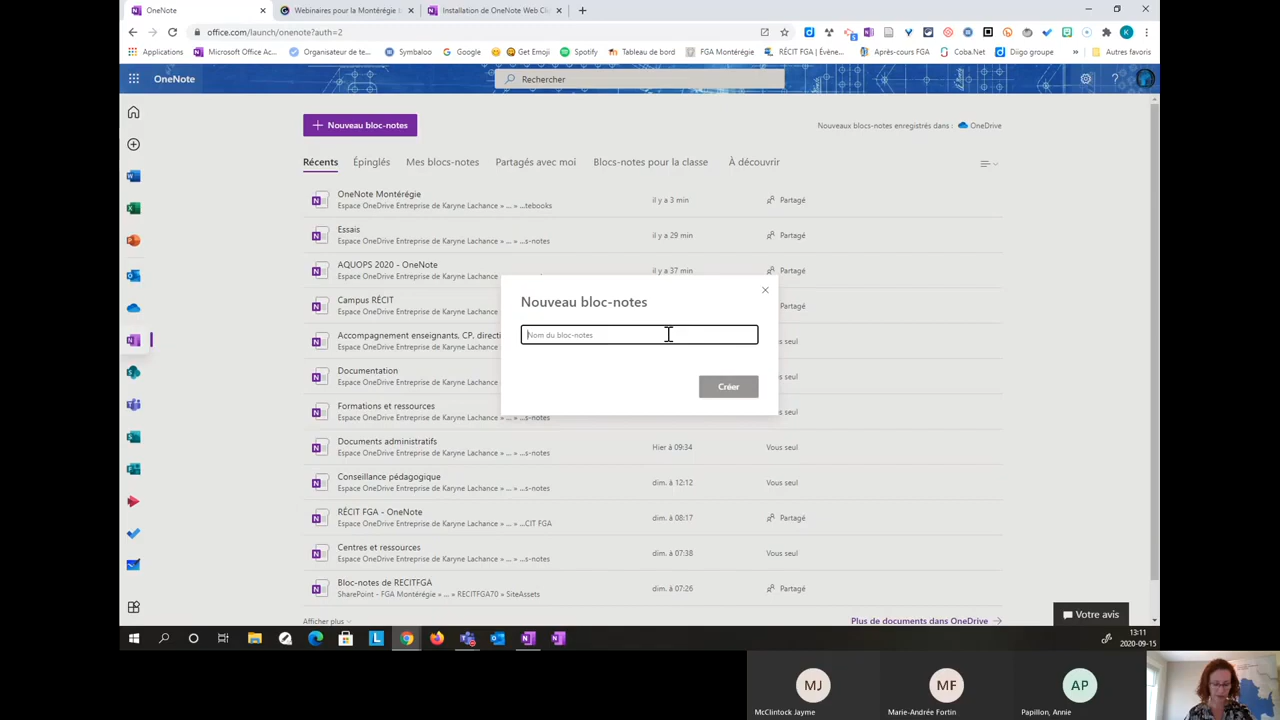 OneNote
Webinaires pour la Montérégie
Installation de OneNote Web Cl
office.com/launch/onenote?auth=2
K
Applications
Microsoft Office Ac...
Organisateur de te...
Symbaloo
Google
Get Emoji
Spotify
Tableau de bord
FGA Montérégie
RÉCIT FGA | Évène...
Après-cours FGA
Coba.Net
Diigo groupe
»
Autres favoris
OneNote
Rechercher
?
+ Nouveau bloc-notes
Nouveaux blocs-notes enregistrés dans : OneDrive
Récents
Épinglés
Mes blocs-notes
Partagés avec moi
Blocs-notes pour la classe
À découvrir
OneNote Montérégie
Espace OneDrive Entreprise de Karyne Lachance » ... » ...tebooks
il y a 3 min
Partagé
Essais
Espace OneDrive Entreprise de Karyne Lachance » ... » ...s-notes
il y a 29 min
Partagé
AQUOPS 2020 - OneNote
Espace OneDrive Entreprise de Karyne Lachance
il y a 37 min
Partagé
Campus RÉCIT
Espace OneDrive Entreprise de Karyne Lachance
Partagé
Accompagnement enseignants, CP, directi
Espace OneDrive Entreprise de Karyne Lachance
us seul
Documentation
Espace OneDrive Entreprise de Karyne Lachance
us seul
Formations et ressources
Espace OneDrive Entreprise de Karyne Lachance » ... » ...s-notes
us seul
Nouveau bloc-notes
Nom du bloc-notes
Créer
Documents administratifs
Espace OneDrive Entreprise de Karyne Lachance » ... » ...s-notes
Hier à 09:34
Vous seul
Conseillance pédagogique
Espace OneDrive Entreprise de Karyne Lachance » ... » ...s-notes
dim. à 12:12
Vous seul
RÉCIT FGA - OneNote
Espace OneDrive Entreprise de Karyne Lachance » ... » ...CIT FGA
dim. à 08:17
Partagé
Centres et ressources
Espace OneDrive Entreprise de Karyne Lachance » ... » ...s-notes
dim. à 07:38
Vous seul
Bloc-notes de RECITFGA
SharePoint - FGA Montérégie » ... » RECITFGA70 » SiteAssets
dim. à 07:26
Partagé
Afficher plus
Plus de documents dans OneDrive
Votre avis
13:11
2020-09-15
MJ
McClintock Jayme
MF
Marie-Andrée Fortin
AP
Papillon, Annie